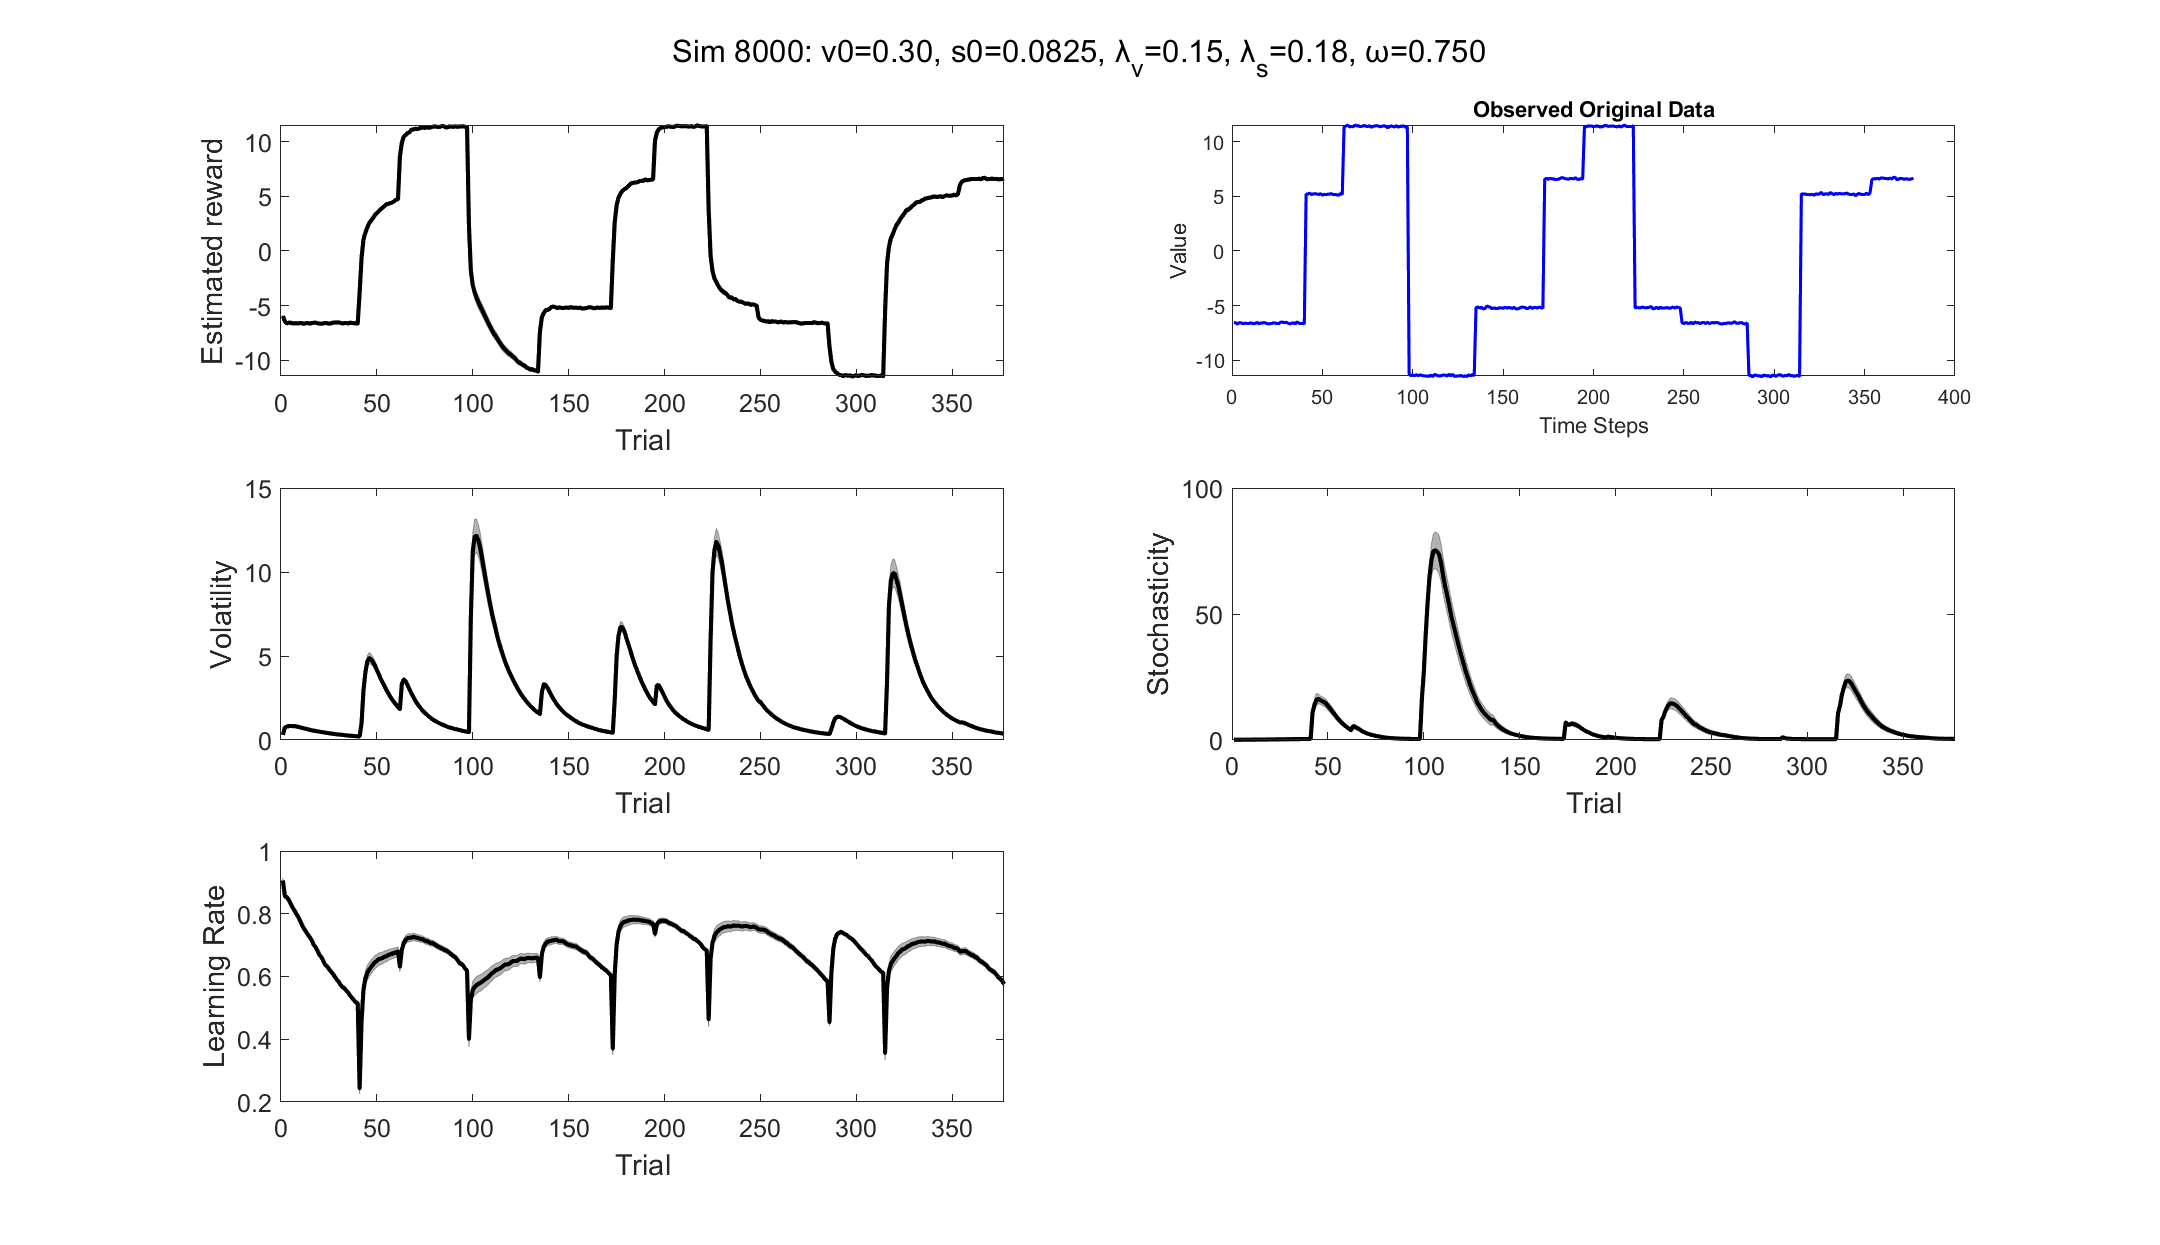 Sim 8000: v0=0.30, s0=0.0825, λ_v=0.15, λ_s=0.18, ω=0.750
Estimated reward
10
5
0
-5
-10
0 50 100 150 200 250 300 350
Trial
Observed Original Data
Value
10
5
0
-5
-10
0 50 100 150 200 250 300 350 400
Time Steps
Volatility
15
10
5
0
0 50 100 150 200 250 300 350
Trial
Stochasticity
100
50
0
0 50 100 150 200 250 300 350
Trial
Learning Rate
1
0.8
0.6
0.4
0.2
0 50 100 150 200 250 300 350
Trial